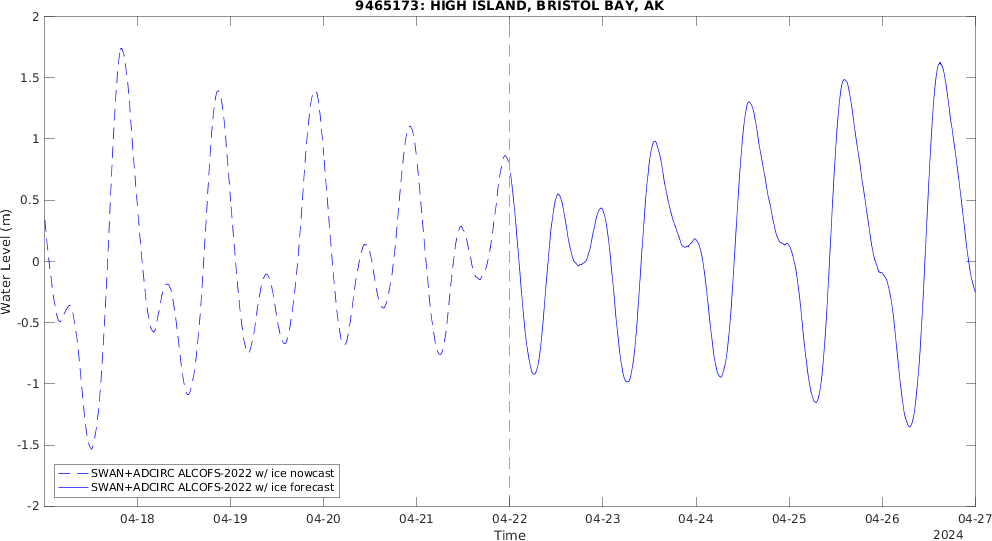 9465173: HIGH ISLAND, BRISTOL BAY, AK
2
1.5
1
0.5
0
-0.5
-1
-1.5
-2
Water Level (m)
SWAN+ADCIRC ALCOFS-2022 w/ ice nowcast
SWAN+ADCIRC ALCOFS-2022 w/ ice forecast
04-18 04-19 04-20 04-21 04-22 04-23 04-24 04-25 04-26 04-27
Time
2024